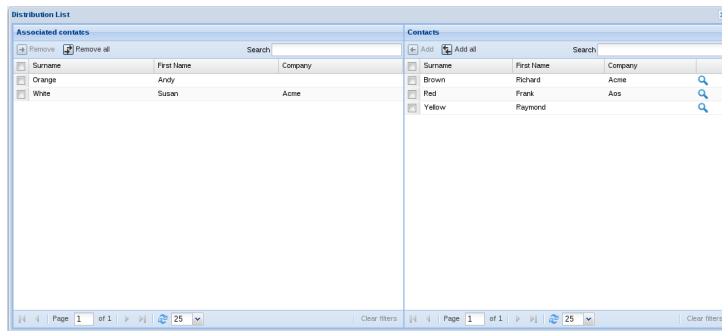 Distribution List
Associated contatcs
Remove Remove all Search
Surname First Name Company
Orange Andy
White Susan Acme
Page 1 of 1 25 Clear filters
Contacts
Add Add all Search
Surname First Name Company
Brown Richard Acme
Red Frank Aos
Yellow Raymond
Page 1 of 1 25 Clear filters